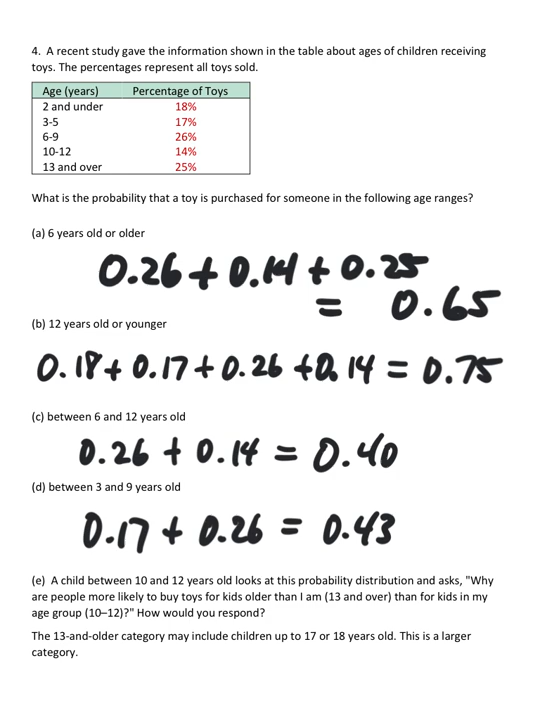 4. A recent study gave the information shown in the table about ages of children receiving
toys. The percentages represent all toys sold.
Age (years) Percentage of Toys
2 and under 18%
3-5 17%
6-9 26%
10-12 14%
13 and over 25%
What is the probability that a toy is purchased for someone in the following age ranges?
(a) 6 years old or older
0.26 + 0.14 + 0.25
= 0.65
(b) 12 years old or younger
0.18 + 0.17 + 0.26 + 0.14 = 0.75
(c) between 6 and 12 years old
0.26 + 0.14 = 0.40
(d) between 3 and 9 years old
0.17 + 0.26 = 0.43
(e) A child between 10 and 12 years old looks at this probability distribution and asks, "Why
are people more likely to buy toys for kids older than I am (13 and over) than for kids in my
age group (10–12)?" How would you respond?
The 13-and-older category may include children up to 17 or 18 years old. This is a larger
category.